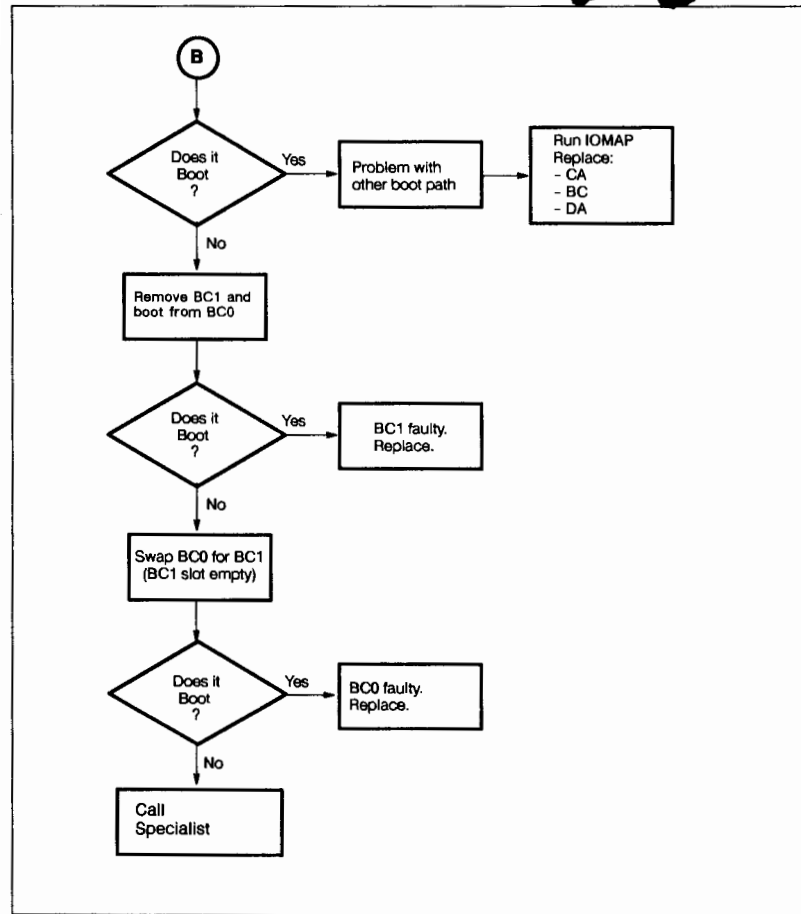 B
Does it
Boot
?
Yes
Problem with
other boot path
Run IOMAP
Replace:
- CA
- BC
- DA
No
Remove BC1 and
boot from BC0
Does it
Boot
?
Yes
BC1 faulty.
Replace.
No
Swap BC0 for BC1
(BC1 slot empty)
Does it
Boot
?
Yes
BC0 faulty.
Replace.
No
Call
Specialist